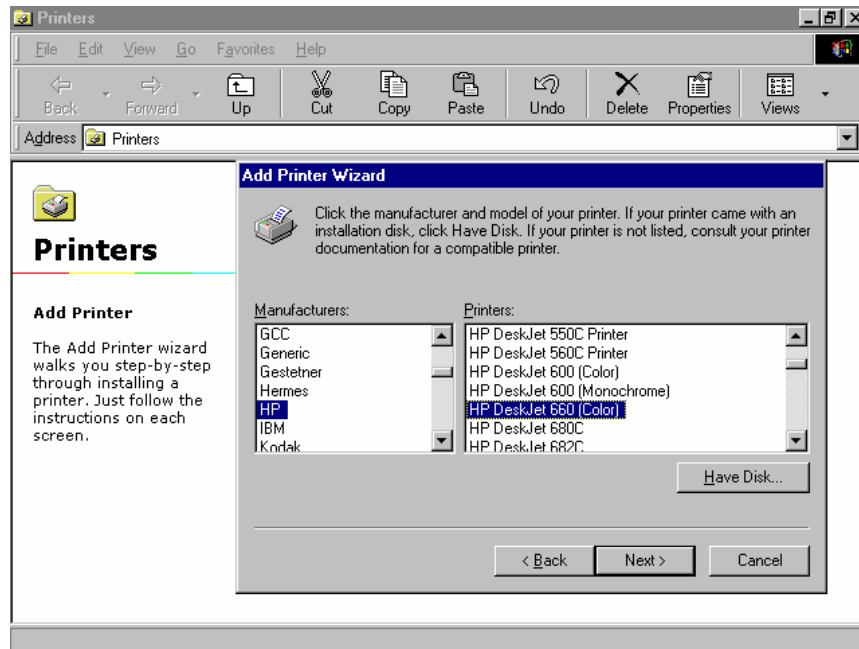 Printers
File Edit View Go Favorites Help
Back Forward Up Cut Copy Paste Undo Delete Properties Views
Address Printers
Printers
Add Printer
The Add Printer wizard
walks you step-by-step
through installing a
printer. Just follow the
instructions on each
screen.
Add Printer Wizard
Click the manufacturer and model of your printer. If your printer came with an
installation disk, click Have Disk. If your printer is not listed, consult your printer
documentation for a compatible printer.
Manufacturers:
GCC
Generic
Gestetner
Hermes
HP
IBM
Kodak
Printers:
HP DeskJet 550C Printer
HP DeskJet 560C Printer
HP DeskJet 600 (Color)
HP DeskJet 600 (Monochrome)
HP DeskJet 660 (Color)
HP DeskJet 680C
HP DeskJet 682C
Have Disk...
< Back Next > Cancel